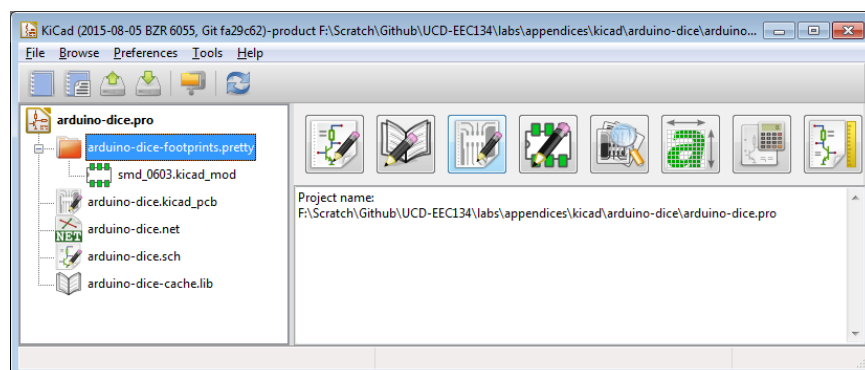 KiCad (2015-08-05 BZR 6055, Git fa29c62)-product F:\Scratch\Github\UCD-EEC134\labs\appendices\kicad\arduino-dice\arduino...
File Browse Preferences Tools Help
arduino-dice.pro
arduino-dice-footprints.pretty
smd_0603.kicad_mod
arduino-dice.kicad_pcb
NET
arduino-dice.net
arduino-dice.sch
arduino-dice-cache.lib
a
Project name:
F:\Scratch\Github\UCD-EEC134\labs\appendices\kicad\arduino-dice\arduino-dice.pro